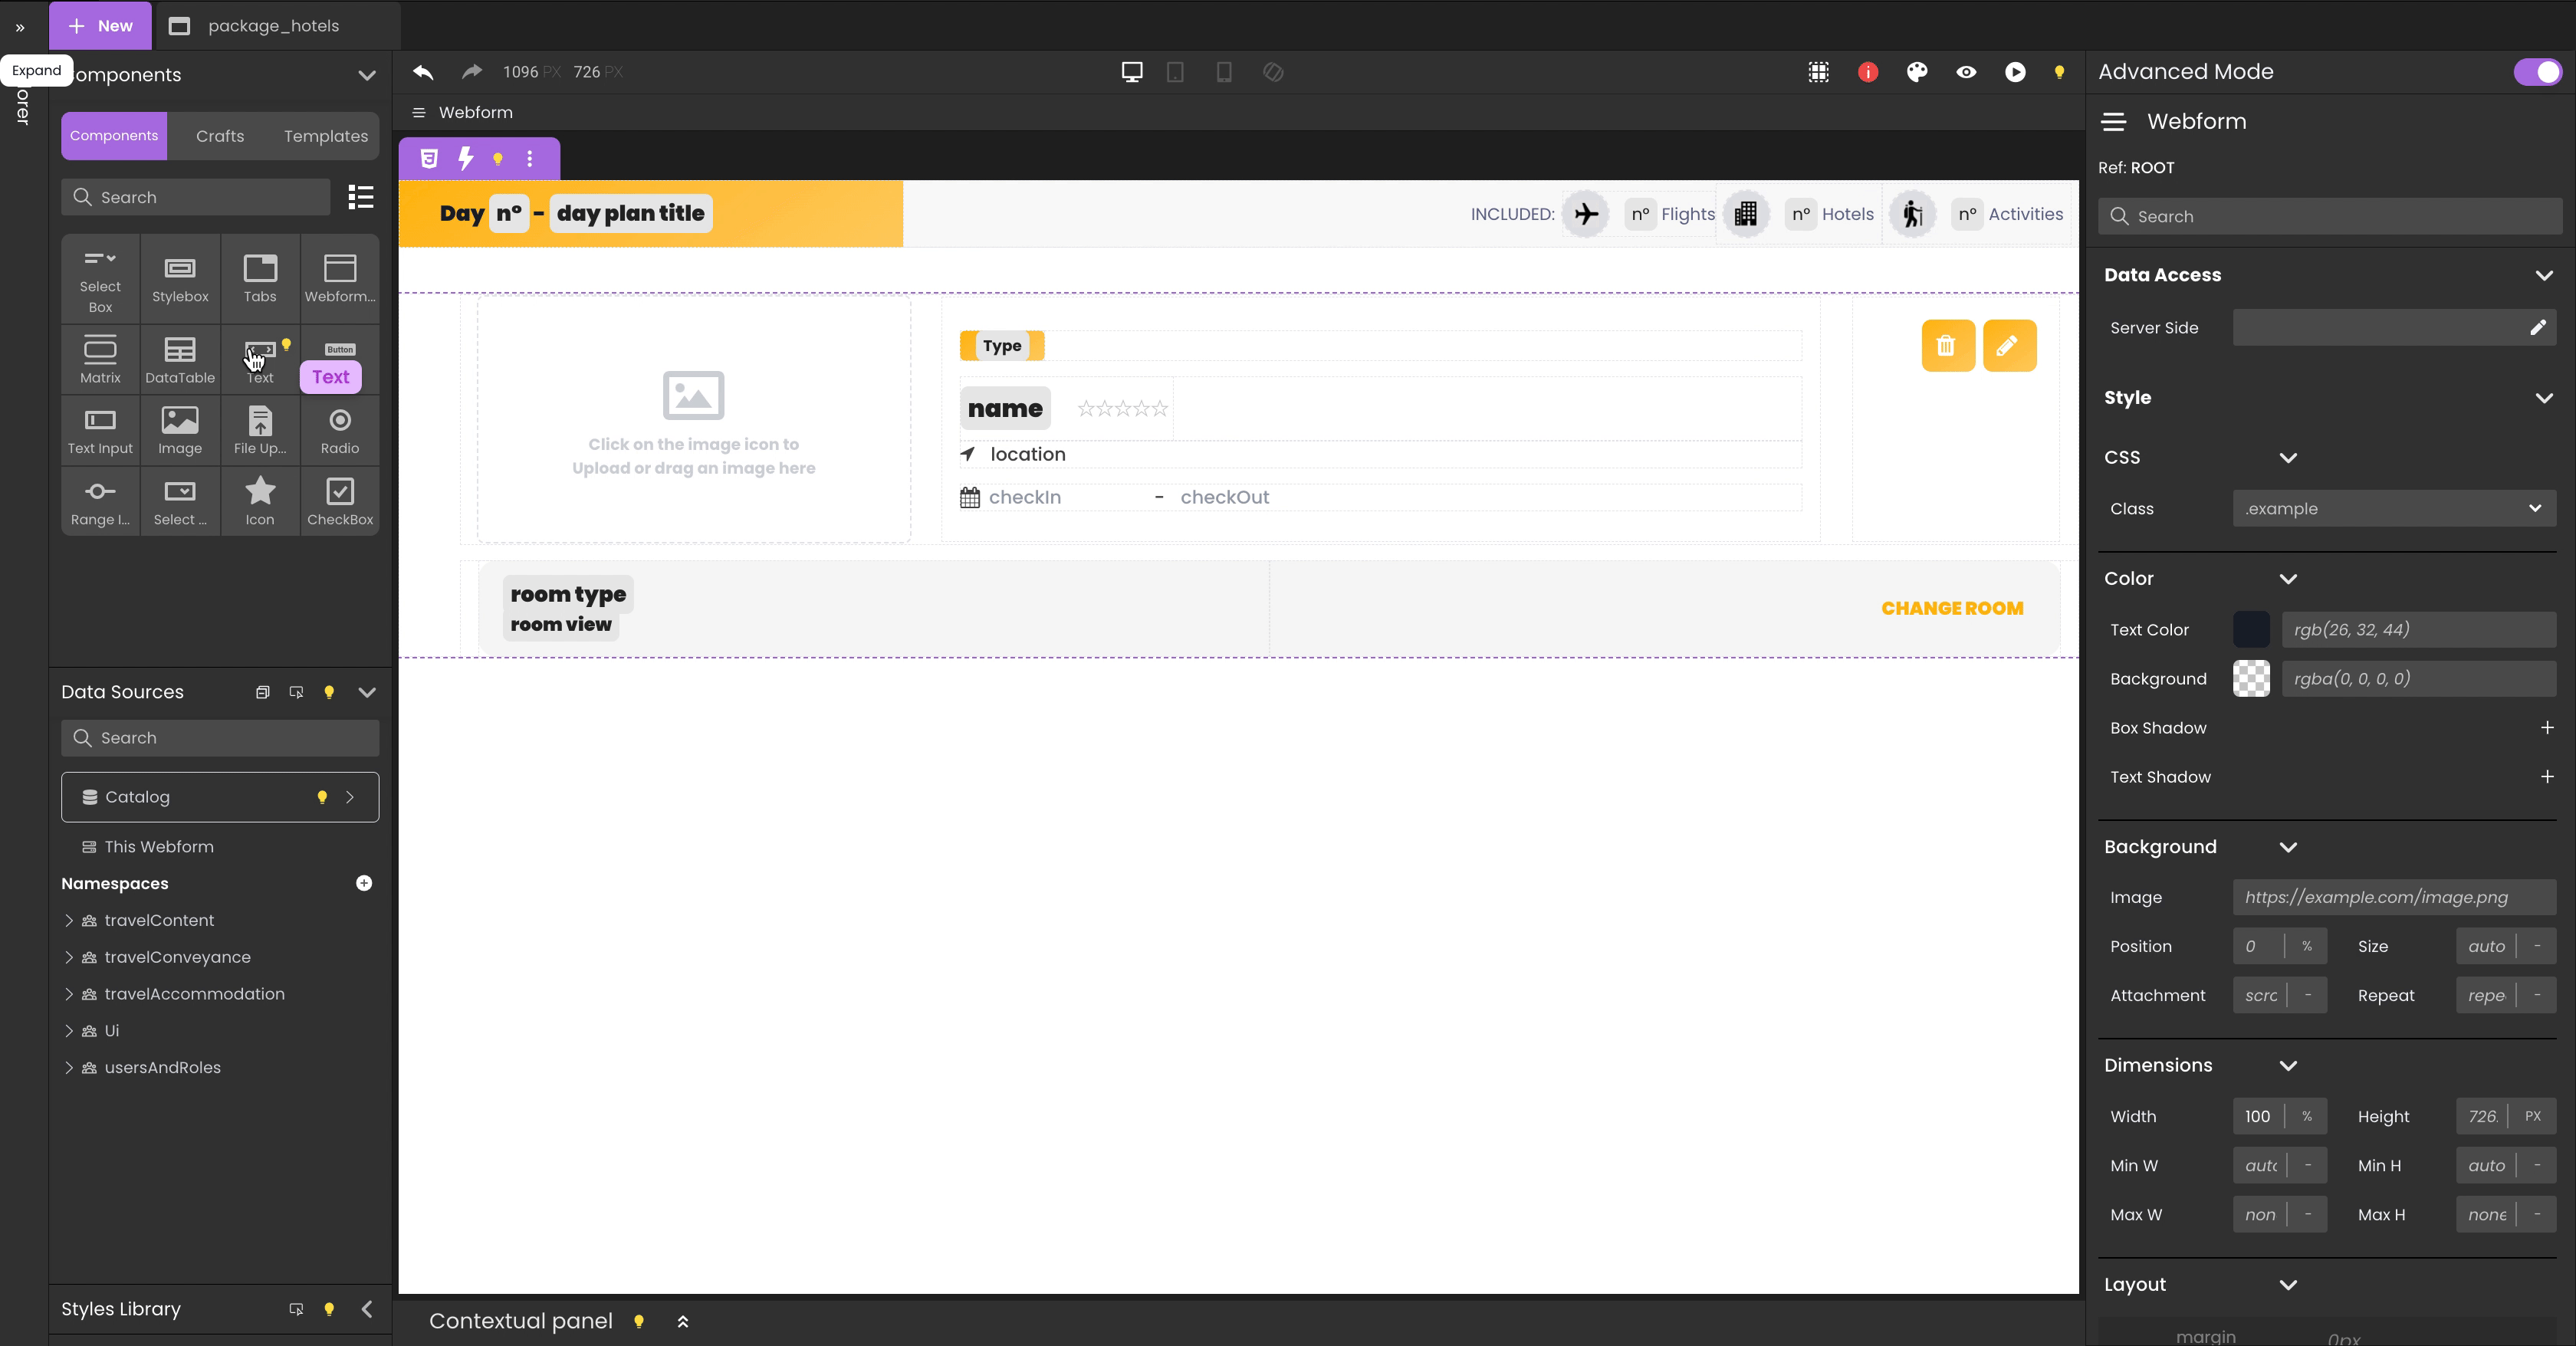 »
New
package_hotels
Expand
omponents
orer
Components
Crafts
Templates
Search
Select
Box
Stylebox
Tabs
Webform...
Matrix
DataTable
Text
Button
Text
Text Input
Image
File Up...
Radio
Range I...
Select ...
Icon
CheckBox
Data Sources
Search
Catalog
This Webform
Namespaces
travelContent
travelConveyance
travelAccommodation
Ui
usersAndRoles
Styles Library
1096 PX 726 PX
Webform
Day nº - day plan title
INCLUDED: nº Flights nº Hotels nº Activities
Click on the image icon to
Upload or drag an image here
Type
name
location
checkIn - checkOut
room type
room view
CHANGE ROOM
Contextual panel
Advanced Mode
Webform
Ref: ROOT
Search
Data Access
Server Side
Style
CSS
Class .example
Color
Text Color rgb(26, 32, 44)
Background rgba(0, 0, 0, 0)
Box Shadow +
Text Shadow +
Background
Image https://example.com/image.png
Position 0 % Size auto -
Attachment scrc - Repeat repe -
Dimensions
Width 100 % Height 726. PX
Min W autc - Min H auto -
Max W non - Max H none -
Layout
margin 0px